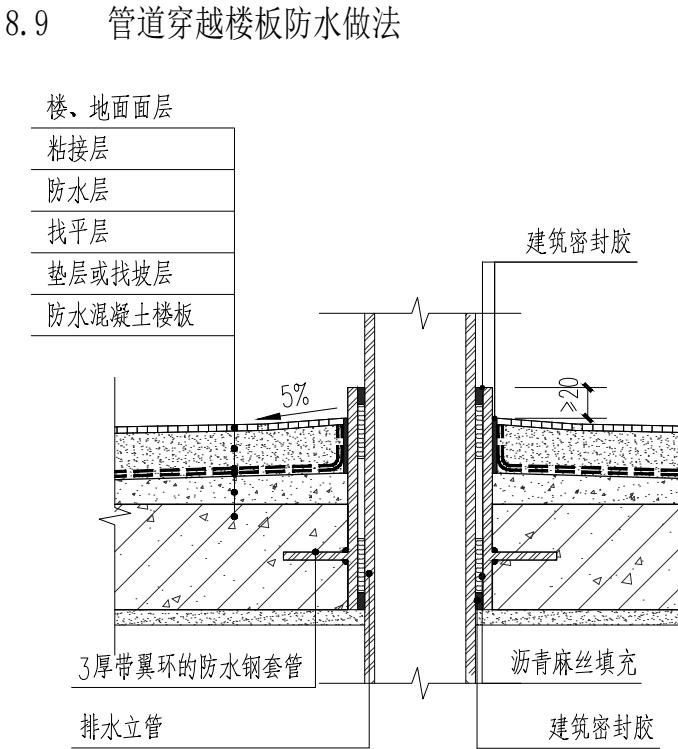 8.9 管道穿越楼板防水做法
楼、地面面层
粘接层
防水层
找平层
垫层或找坡层
防水混凝土楼板
建筑密封胶
5%
≥20
3厚带翼环的防水钢套管
沥青麻丝填充
排水立管
建筑密封胶